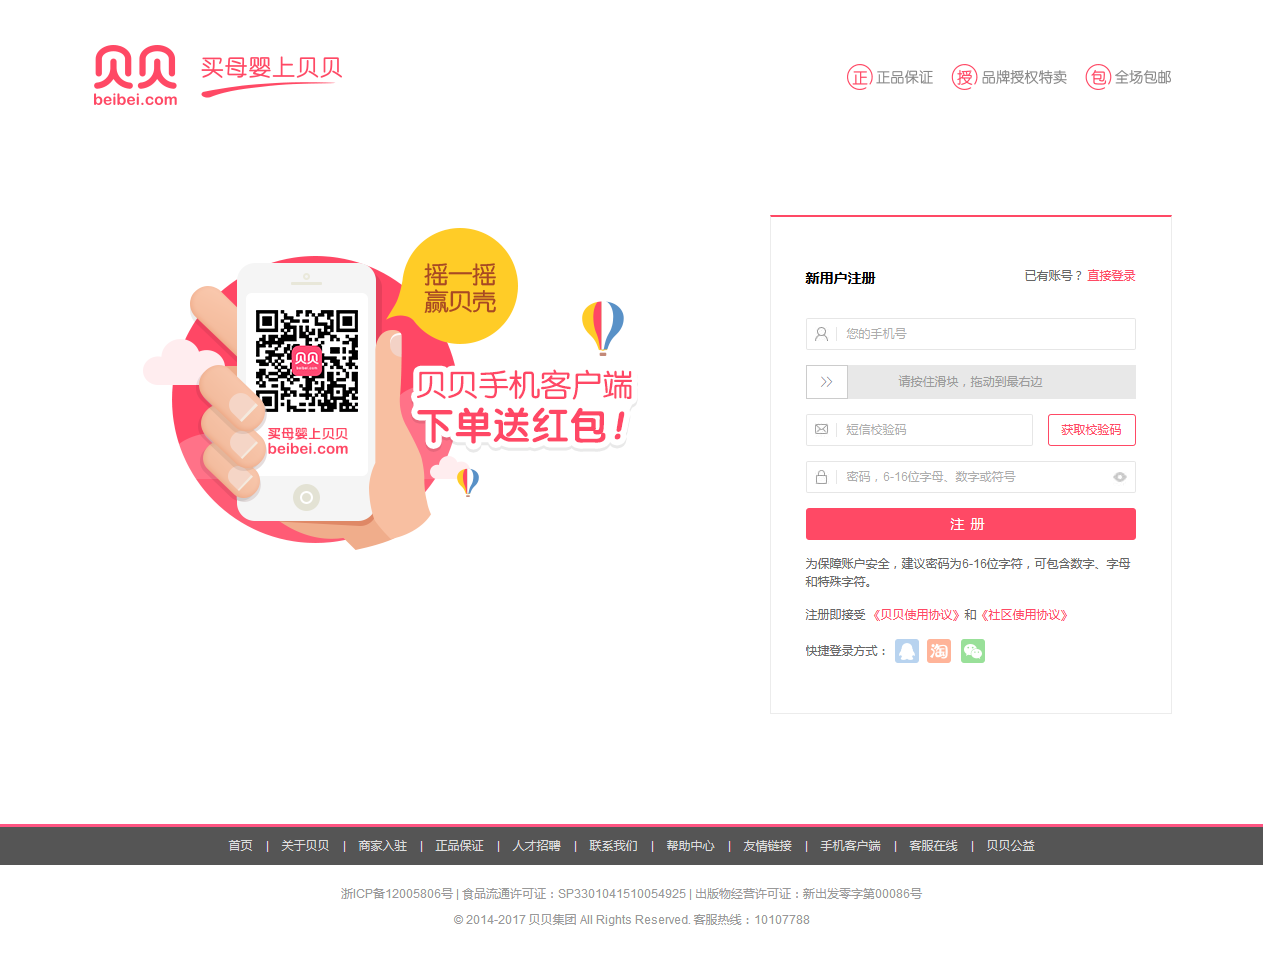 贝贝
beibei.com
买母婴上贝贝
正 正品保证
授 品牌授权特卖
包 全场包邮
摇一摇
赢贝壳
贝贝
beibei.com
买母婴上贝贝
beibei.com
贝贝手机客户端
下单送红包!
新用户注册
已有账号？ 直接登录
您的手机号
>> 请按住滑块，拖动到最右边
短信校验码
获取校验码
密码，6-16位字母、数字或符号
注 册
为保障账户安全，建议密码为6-16位字符，可包含数字、字母
和特殊字符。
注册即接受 《贝贝使用协议》和《社区使用协议》
快捷登录方式： 淘
首页 | 关于贝贝 | 商家入驻 | 正品保证 | 人才招聘 | 联系我们 | 帮助中心 | 友情链接 | 手机客户端 | 客服在线 | 贝贝公益
浙ICP备12005806号 | 食品流通许可证：SP3301041510054925 | 出版物经营许可证：新出发零字第00086号
© 2014-2017 贝贝集团 All Rights Reserved. 客服热线：10107788